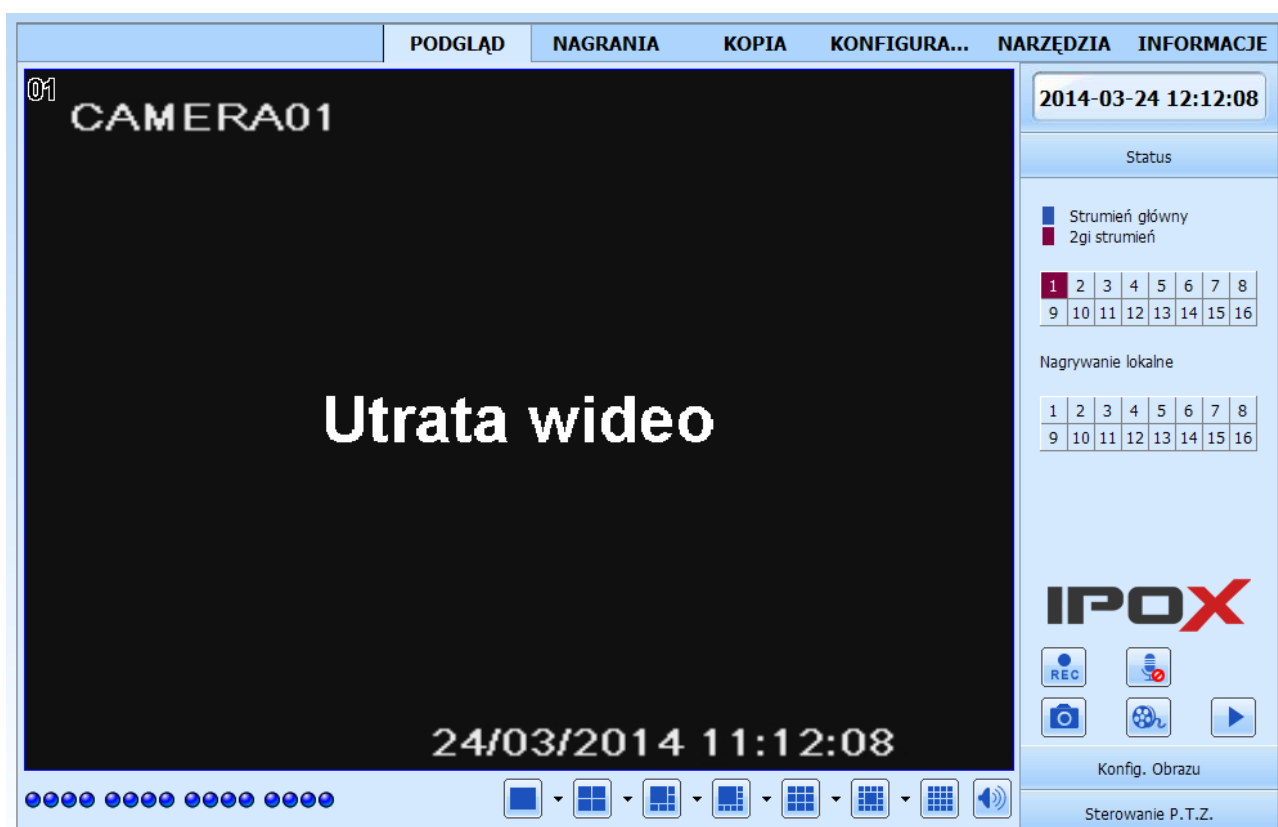 PODGLĄD NAGRANIA KOPIA KONFIGURA... NARZĘDZIA INFORMACJE
01
CAMERA01
Utrata wideo
24/03/2014 11:12:08
2014-03-24 12:12:08
Status
Strumień główny
2gi strumień
1 2 3 4 5 6 7 8
9 10 11 12 13 14 15 16
Nagrywanie lokalne
1 2 3 4 5 6 7 8
9 10 11 12 13 14 15 16
IPOX
REC
Konfig. Obrazu
Sterowanie P.T.Z.